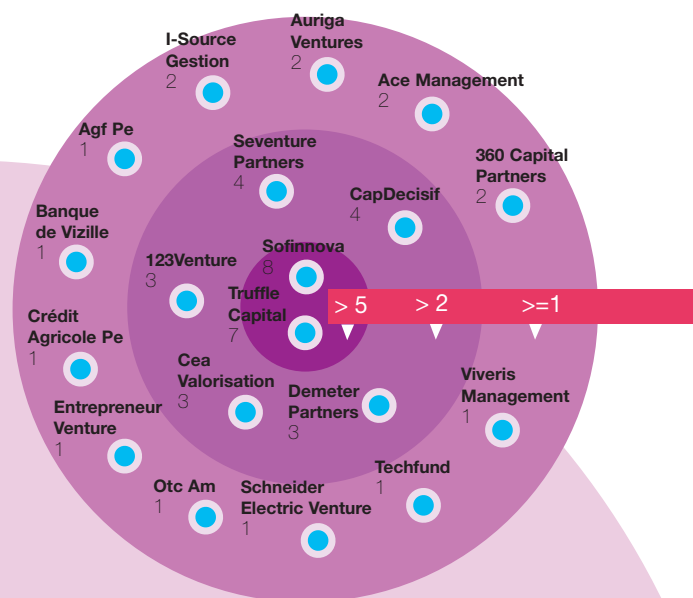 Auriga
Ventures
2
I-Source
Gestion
2
Ace Management
2
Agf Pe
1
Seventure
Partners
4
360 Capital
Partners
2
CapDecisif
4
Banque
de Vizille
1
123Venture
3
Sofinnova
8
Truffle
Capital
7
> 5
> 2
>=1
Crédit
Agricole Pe
1
Cea
Valorisation
3
Demeter
Partners
3
Viveris
Management
1
Entrepreneur
Venture
1
Techfund
1
Otc Am
1
Schneider
Electric Venture
1